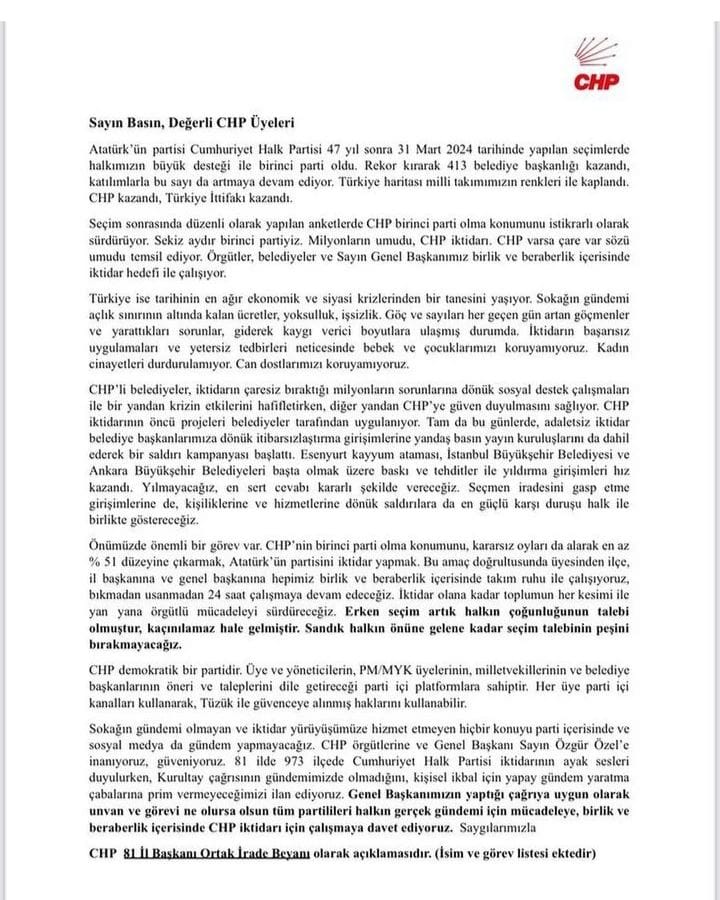 CHP
Sayın Basın, Değerli CHP Üyeleri
Atatürk'ün partisi Cumhuriyet Halk Partisi 47 yıl sonra 31 Mart 2024 tarihinde yapılan seçimlerde
halkımızın büyük desteği ile birinci parti oldu. Rekor kırarak 413 belediye başkanlığı kazandı,
katılımlarla bu sayı da artmaya devam ediyor. Türkiye haritası milli takımımızın renkleri ile kaplandı.
CHP kazandı, Türkiye İttifakı kazandı.
Seçim sonrasında düzenli olarak yapılan anketlerde CHP birinci parti olma konumunu istikrarlı olarak
sürdürüyor. Sekiz aydır birinci partiyiz. Milyonların umudu, CHP iktidarı. CHP varsa çare var sözü
umudu temsil ediyor. Örgütler, belediyeler ve Sayın Genel Başkanımız birlik ve beraberlik içerisinde
iktidar hedefi ile çalışıyor.
Türkiye ise tarihinin en ağır ekonomik ve siyasi krizlerinden bir tanesini yaşıyor. Sokağın gündemi
açlık sınırının altında kalan ücretler, yoksulluk, işsizlik. Göç ve sayıları her geçen gün artan göçmenler
ve yarattıkları sorunlar, giderek kaygı verici boyutlara ulaşmış durumda. İktidarın başarısız
uygulamaları ve yetersiz tedbirleri neticesinde bebek ve çocuklarımızı koruyamıyoruz. Kadın
cinayetleri durdurulamıyor. Can dostlarımızı koruyamıyoruz.
CHP'li belediyeler, iktidarın çaresiz bıraktığı milyonların sorunlarına dönük sosyal destek çalışmaları
ile bir yandan krizin etkilerini hafifletirken, diğer yandan CHP'ye güven duyulmasını sağlıyor. CHP
iktidarının öncü projeleri belediyeler tarafından uygulanıyor. Tam da bu günlerde, adaletsiz iktidar
belediye başkanlarımıza dönük itibarsızlaştırma girişimlerine yandaş basın yayın kuruluşlarını da dahil
ederek bir saldırı kampanyası başlattı. Esenyurt kayyum ataması, İstanbul Büyükşehir Belediyesi ve
Ankara Büyükşehir Belediyeleri başta olmak üzere baskı ve tehditler ile yıldırma girişimleri hız
kazandı. Yılmayacağız, en sert cevabı kararlı şekilde vereceğiz. Seçmen iradesini gasp etme
girişimlerine de, kişiliklerine ve hizmetlerine dönük saldırılara da en güçlü karşı duruşu halk ile
birlikte göstereceğiz.
Önümüzde önemli bir görev var. CHP'nin birinci parti olma konumunu, kararsız oyları da alarak en az
% 51 düzeyine çıkarmak, Atatürk'ün partisini iktidar yapmak. Bu amaç doğrultusunda üyesinden ilçe,
il başkanına ve genel başkanına hepimiz birlik ve beraberlik içerisinde takım ruhu ile çalışıyoruz,
bıkmadan usanmadan 24 saat çalışmaya devam edeceğiz. İktidar olana kadar toplumun her kesimi ile
yan yana örgütlü mücadeleyi sürdüreceğiz. Erken seçim artık halkın çoğunluğunun talebi
olmuştur, kaçınılamaz hale gelmiştir. Sandık halkın önüne gelene kadar seçim talebinin peşini
bırakmayacağız.
CHP demokratik bir partidir. Üye ve yöneticilerin, PM/MYK üyelerinin, milletvekillerinin ve belediye
başkanlarının öneri ve taleplerini dile getireceği parti içi platformlara sahiptir. Her üye parti içi
kanalları kullanarak, Tüzük ile güvenceye alınmış haklarını kullanabilir.
Sokağın gündemi olmayan ve iktidar yürüyüşümüze hizmet etmeyen hiçbir konuyu parti içerisinde ve
sosyal medya da gündem yapmayacağız. CHP örgütlerine ve Genel Başkanı Sayın Özgür Özel'e
inanıyoruz, güveniyoruz. 81 ilde 973 ilçede Cumhuriyet Halk Partisi iktidarının ayak sesleri
duyulurken, Kurultay çağrısının gündemimizde olmadığını, kişisel ikbal için yapay gündem yaratma
çabalarına prim vermeyeceğimizi ilan ediyoruz. Genel Başkanımızın yaptığı çağrıya uygun olarak
unvan ve görevi ne olursa olsun tüm partilileri halkın gerçek gündemi için mücadeleye, birlik ve
beraberlik içerisinde CHP iktidarı için çalışmaya davet ediyoruz. Saygılarımızla
CHP 81 İl Başkanı Ortak İrade Beyanı olarak açıklamasıdır. (İsim ve görev listesi ektedir)